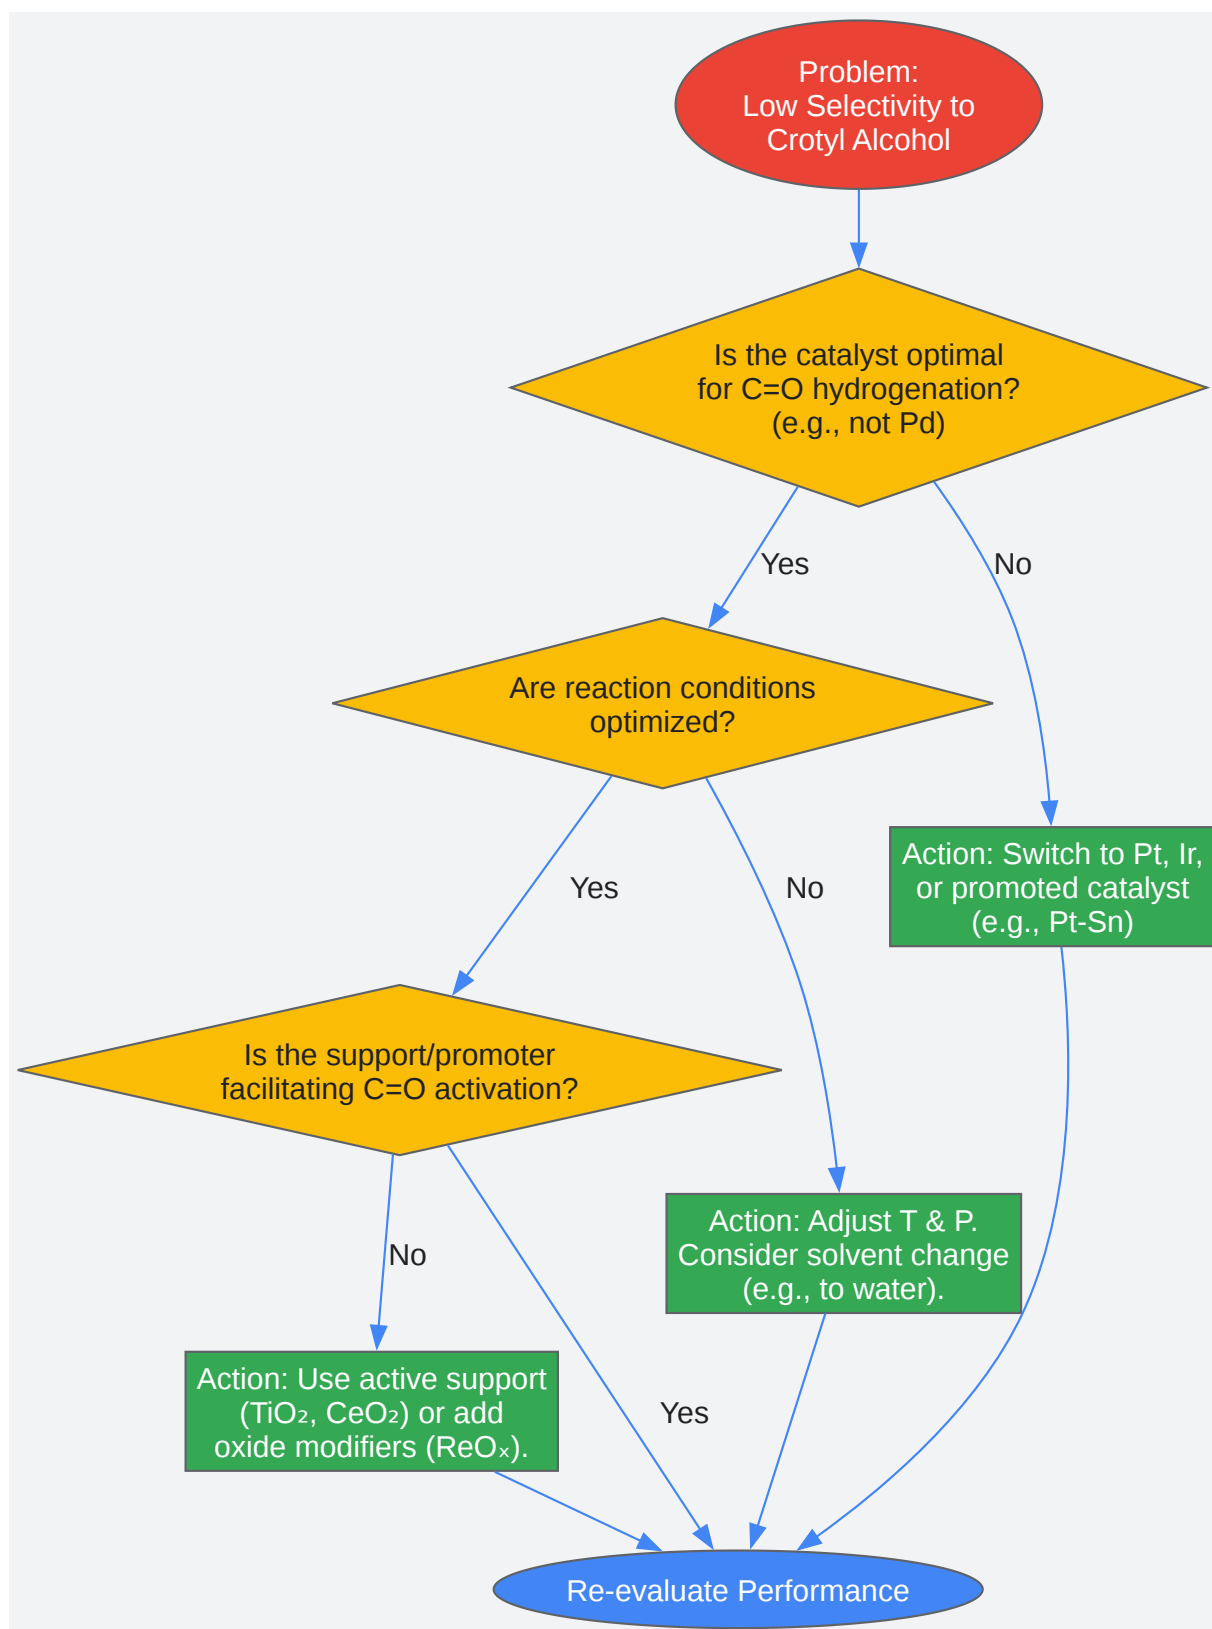 Problem:
Low Selectivity to
Crotyl Alcohol
Is the catalyst optimal
for C=O hydrogenation?
(e.g., not Pd)
Yes
No
Are reaction conditions
optimized?
Action: Switch to Pt, Ir,
or promoted catalyst
(e.g., Pt-Sn)
Yes
No
Is the support/promoter
facilitating C=O activation?
Action: Adjust T & P.
Consider solvent change
(e.g., to water).
No
Action: Use active support
(TiO₂, CeO₂) or add
oxide modifiers (ReOₓ).
Yes
Re-evaluate Performance